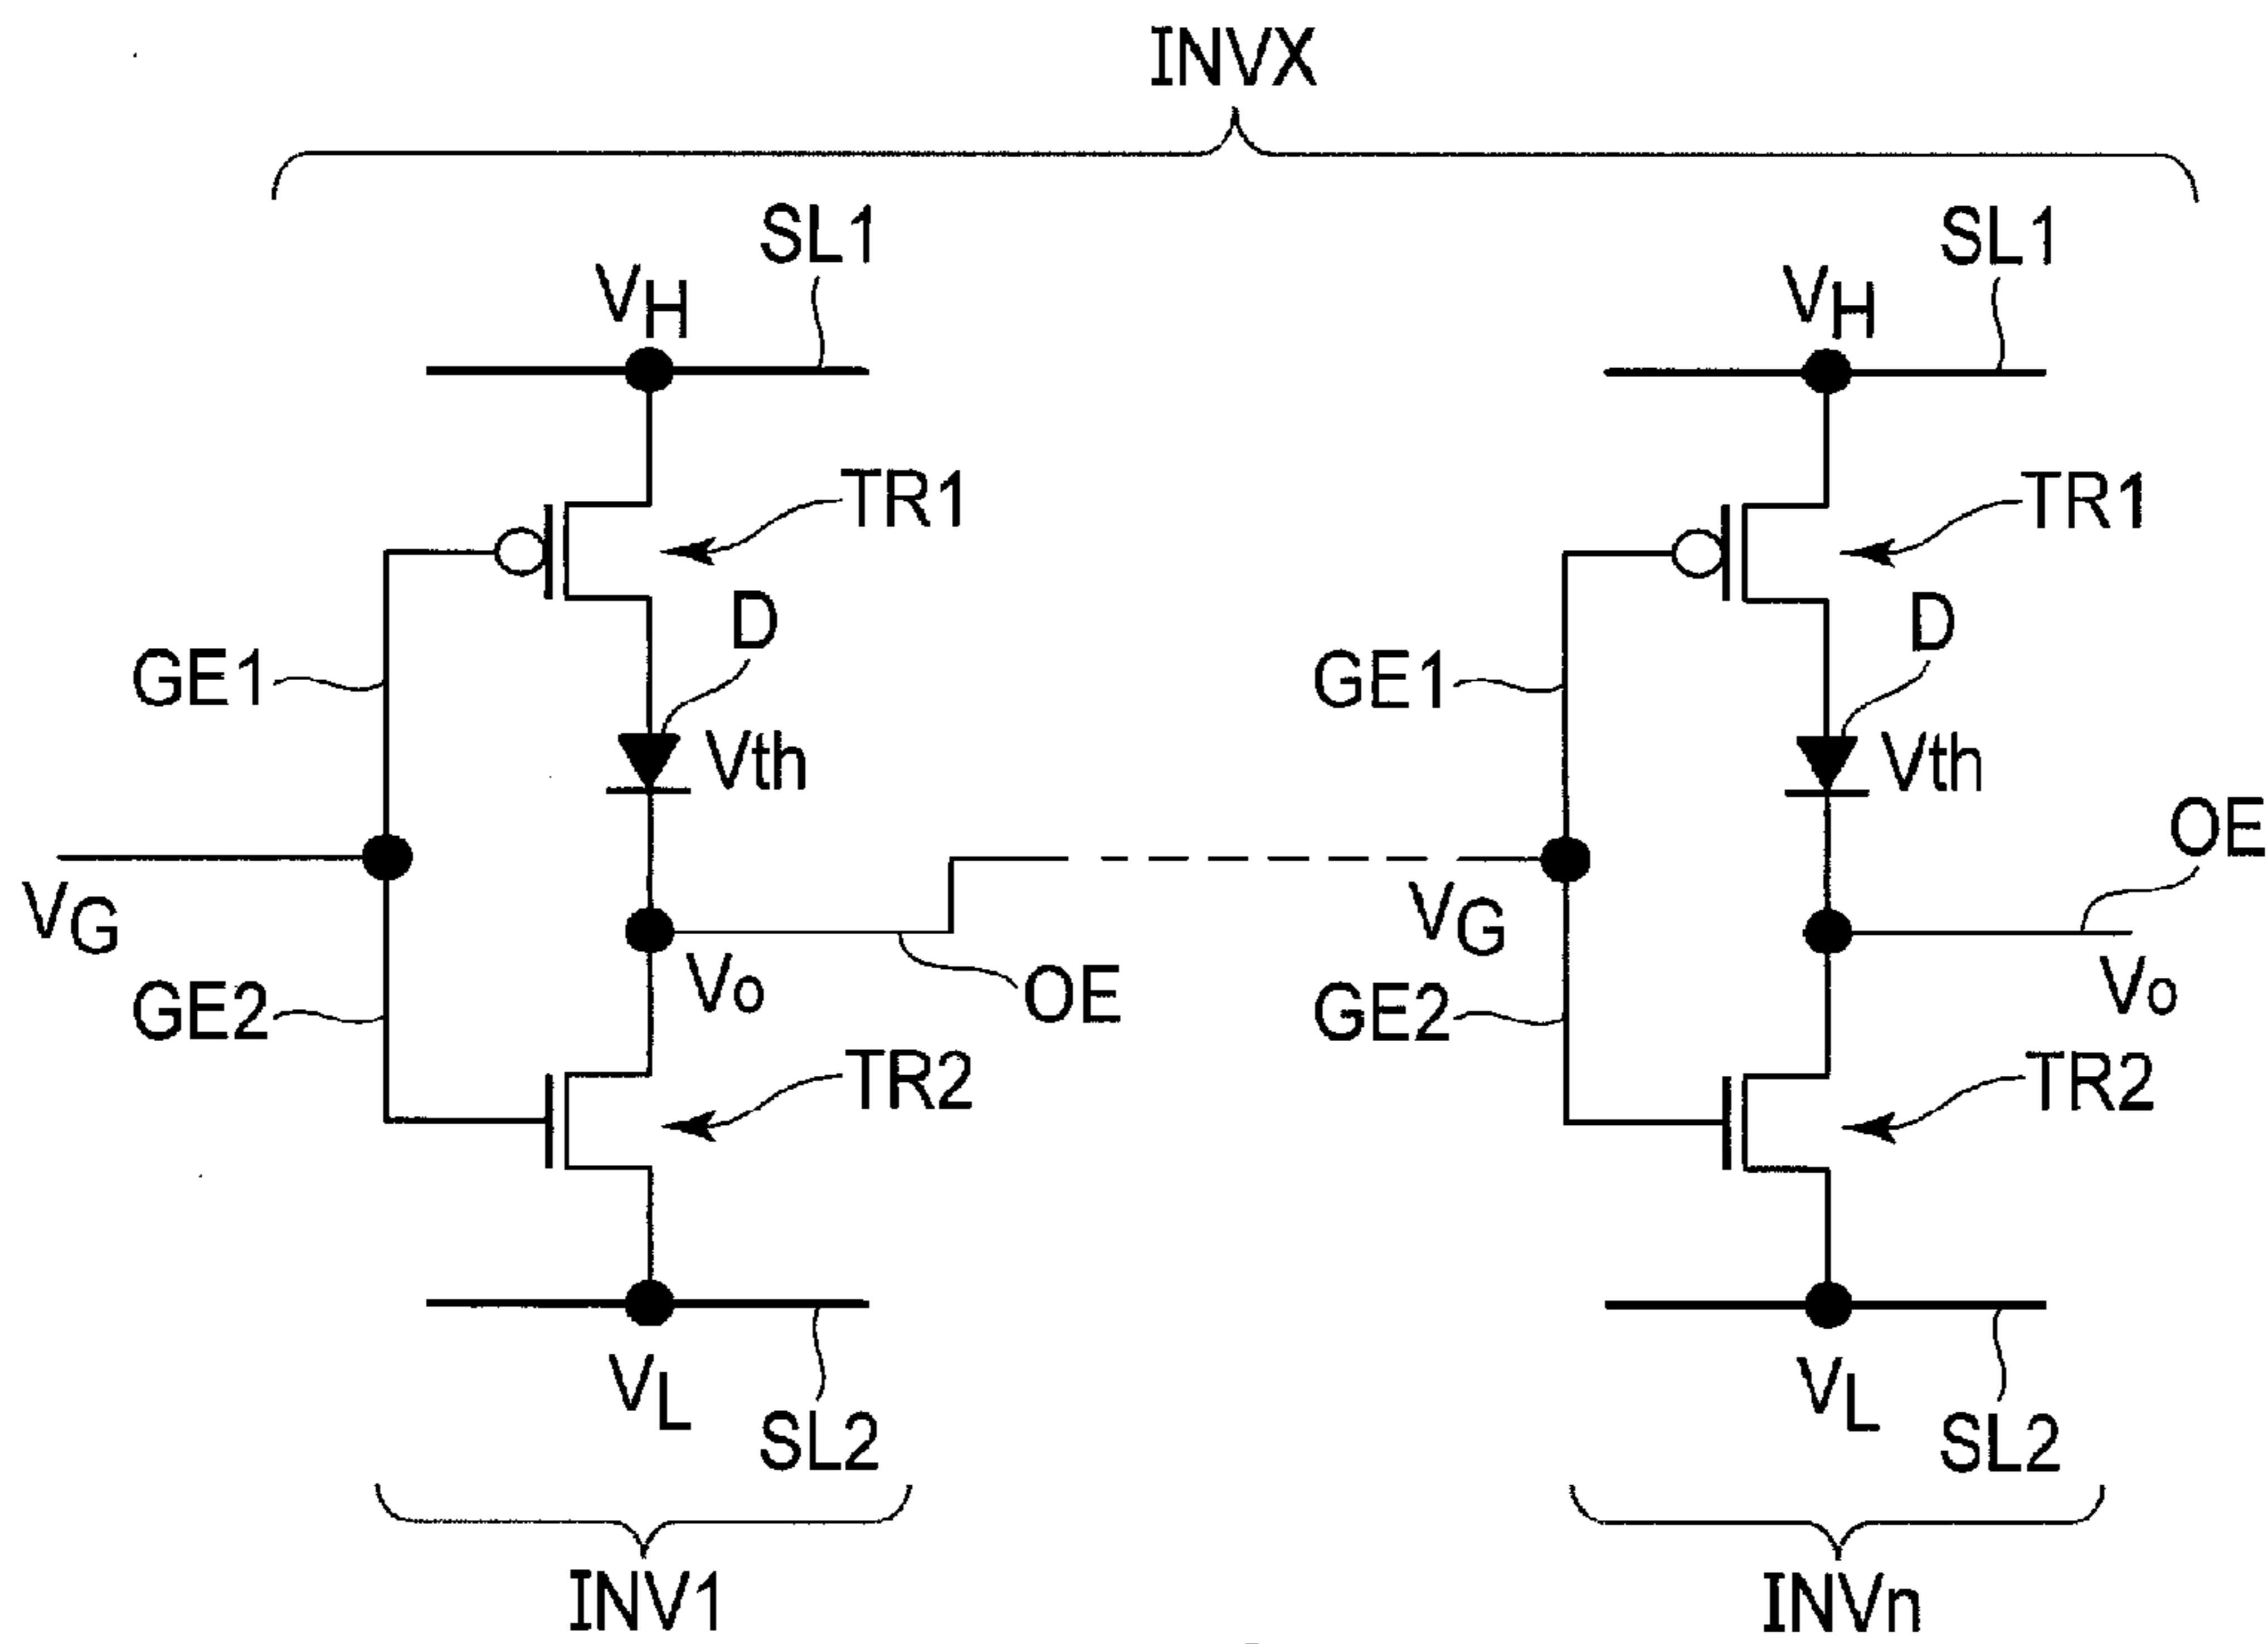 INVX
SL1
SL1
VH
VH
TR1
TR1
D
D
GE1
GE1
Vth
Vth
OE
VG
VG
Vo
OE
Vo
GE2
GE2
TR2
TR2
VL
VL
SL2
SL2
INV1
INVn